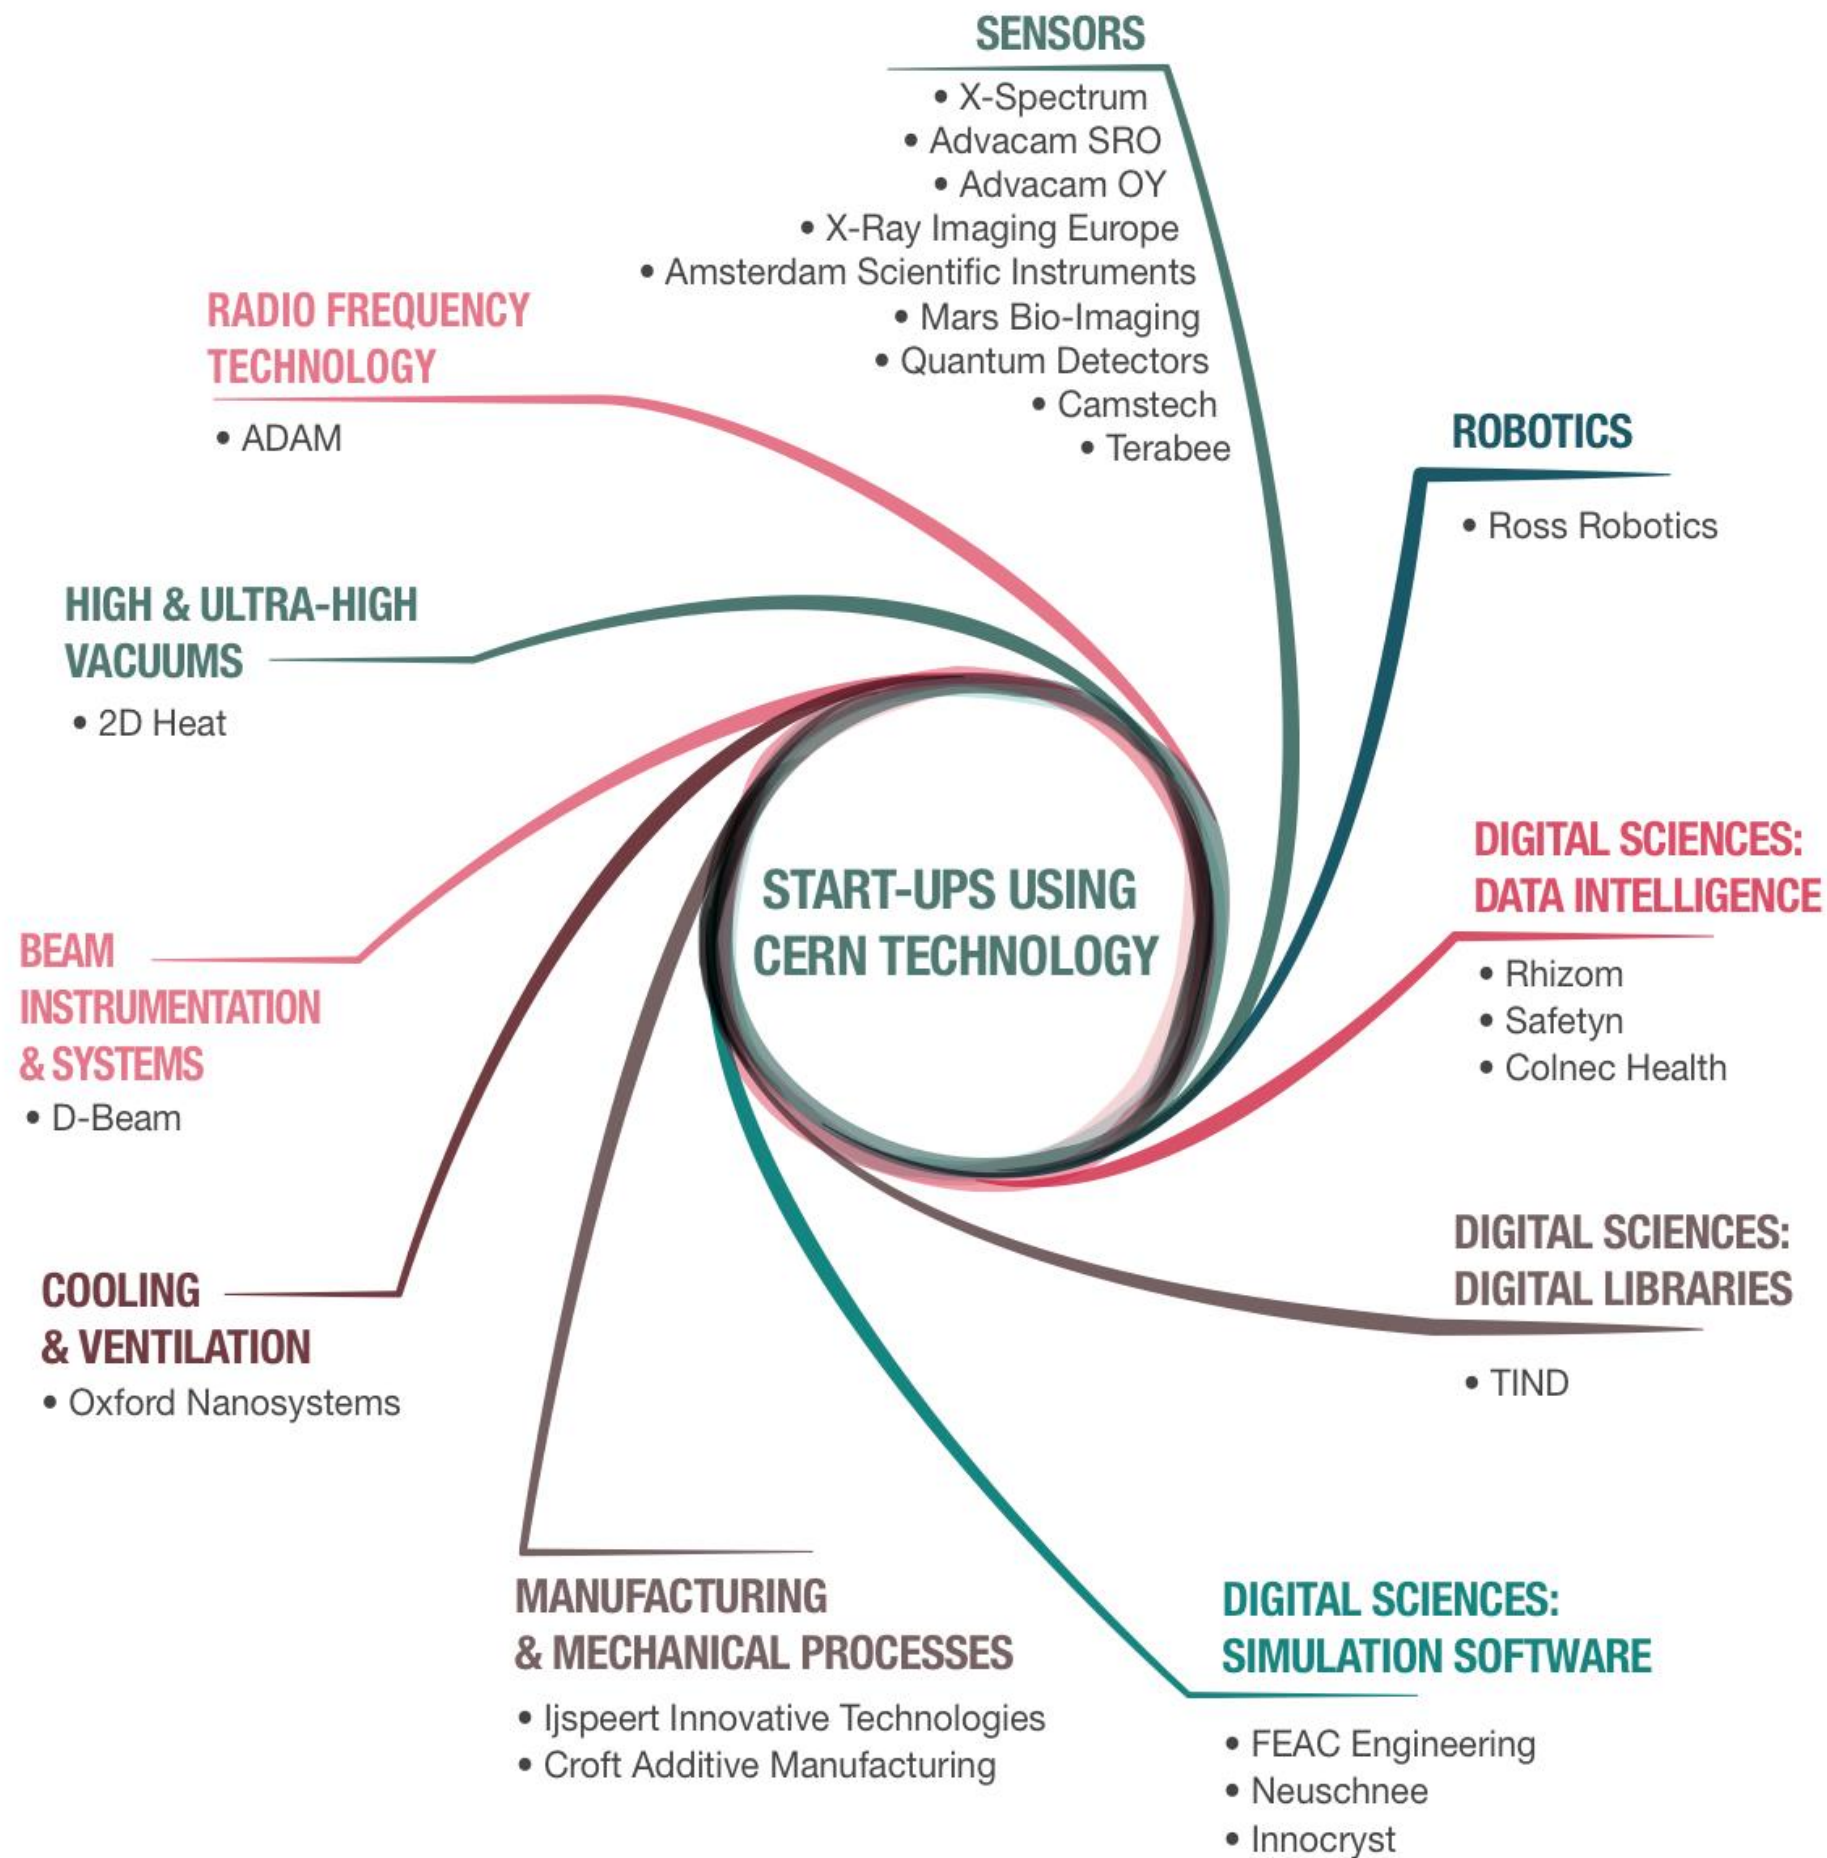 SENSORS
• X-Spectrum
• Advacam SRO
• Advacam OY
• X-Ray Imaging Europe
• Amsterdam Scientific Instruments
• Mars Bio-Imaging
• Quantum Detectors
• Camstech
• Terabee
RADIO FREQUENCY
TECHNOLOGY
• ADAM
ROBOTICS
• Ross Robotics
HIGH & ULTRA-HIGH
VACUUMS
• 2D Heat
START-UPS USING
CERN TECHNOLOGY
DIGITAL SCIENCES:
DATA INTELLIGENCE
• Rhizom
• Safetyn
• Colnec Health
BEAM
INSTRUMENTATION
& SYSTEMS
• D-Beam
DIGITAL SCIENCES:
DIGITAL LIBRARIES
• TIND
COOLING
& VENTILATION
• Oxford Nanosystems
MANUFACTURING
& MECHANICAL PROCESSES
• Ijspeert Innovative Technologies
• Croft Additive Manufacturing
DIGITAL SCIENCES:
SIMULATION SOFTWARE
• FEAC Engineering
• Neuschnee
• Innocryst